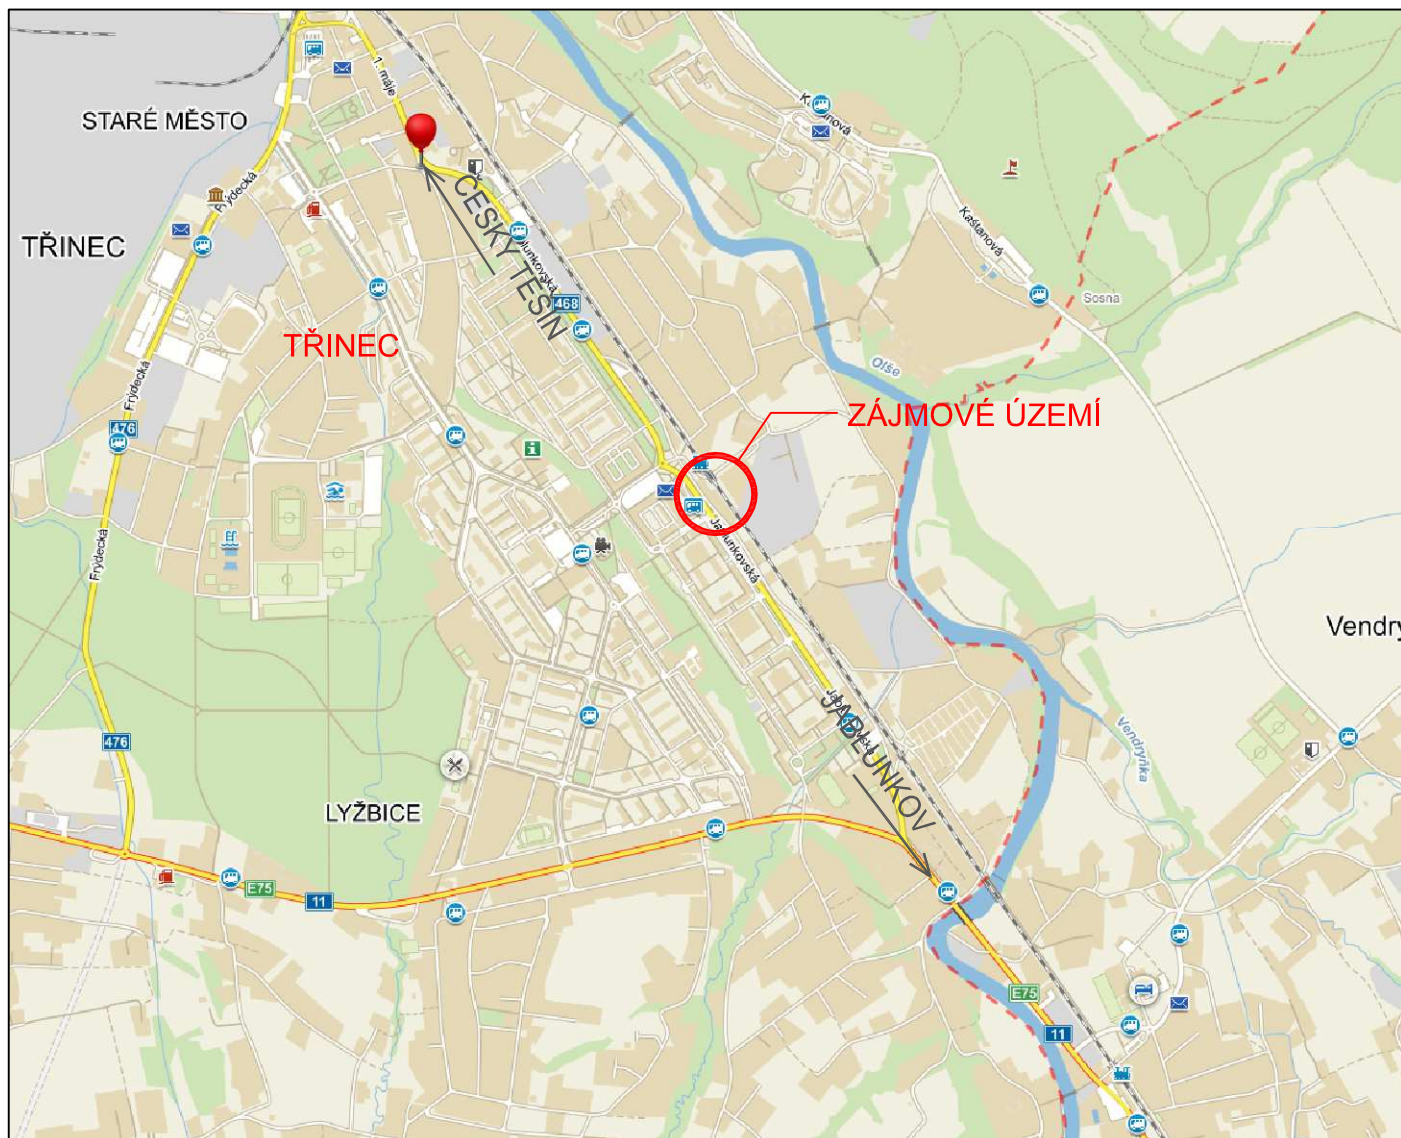 1. máje
STARÉ MĚSTO
Kaštanová
Frýdecká
ČESKÝ TĚŠÍN
Kaštanová
TŘINEC
Sosna
468
TŘINEC
Olše
Frýdecká
ZÁJMOVÉ ÚZEMÍ
476
Jablunkovská
Frýdecká
Vendry
JABLUNKOV
Vendryňka
476
LYŽBICE
E75
11
E75
11